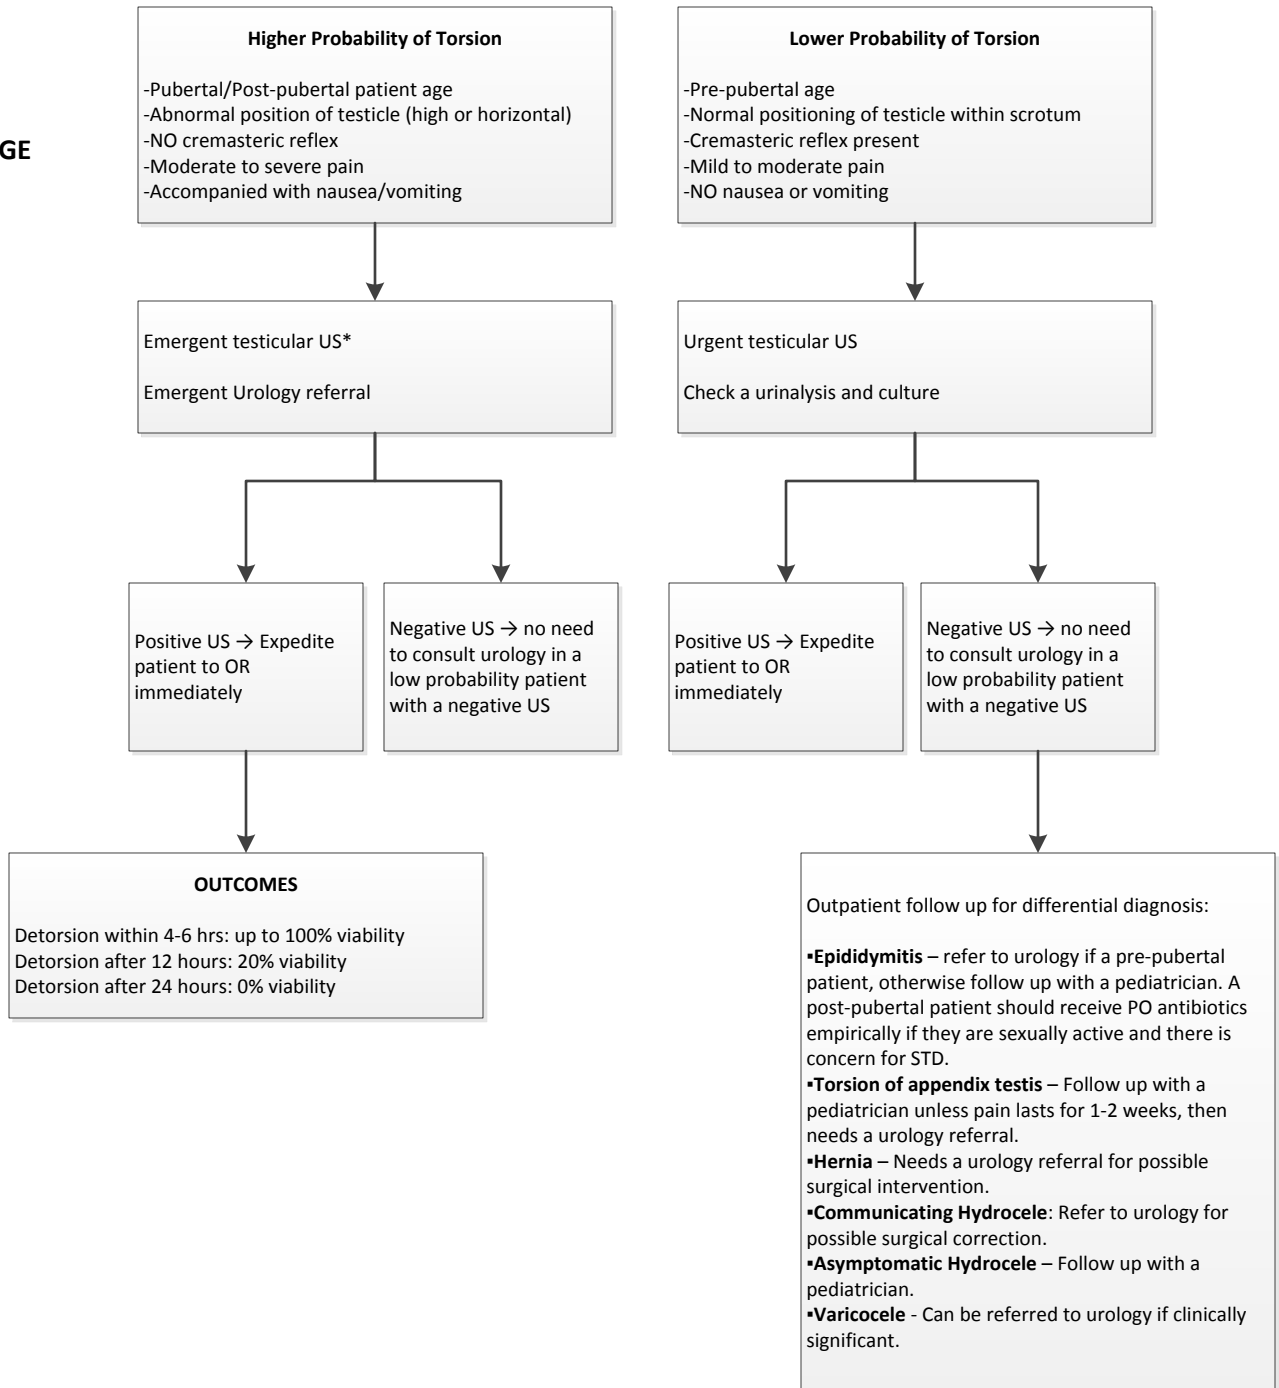 GE
Higher Probability of Torsion
-Pubertal/Post-pubertal patient age
-Abnormal position of testicle (high or horizontal)
-NO cremasteric reflex
-Moderate to severe pain
-Accompanied with nausea/vomiting
Lower Probability of Torsion
-Pre-pubertal age
-Normal positioning of testicle within scrotum
-Cremasteric reflex present
-Mild to moderate pain
-NO nausea or vomiting
Emergent testicular US*
Emergent Urology referral
Urgent testicular US
Check a urinalysis and culture
Positive US → Expedite
patient to OR
immediately
Negative US → no need
to consult urology in a
low probability patient
with a negative US
Positive US → Expedite
patient to OR
immediately
Negative US → no need
to consult urology in a
low probability patient
with a negative US
OUTCOMES
Detorsion within 4-6 hrs: up to 100% viability
Detorsion after 12 hours: 20% viability
Detorsion after 24 hours: 0% viability
Outpatient follow up for differential diagnosis:
▪Epididymitis – refer to urology if a pre-pubertal
patient, otherwise follow up with a pediatrician. A
post-pubertal patient should receive PO antibiotics
empirically if they are sexually active and there is
concern for STD.
▪Torsion of appendix testis – Follow up with a
pediatrician unless pain lasts for 1-2 weeks, then
needs a urology referral.
▪Hernia – Needs a urology referral for possible
surgical intervention.
▪Communicating Hydrocele: Refer to urology for
possible surgical correction.
▪Asymptomatic Hydrocele – Follow up with a
pediatrician.
▪Varicocele - Can be referred to urology if clinically
significant.